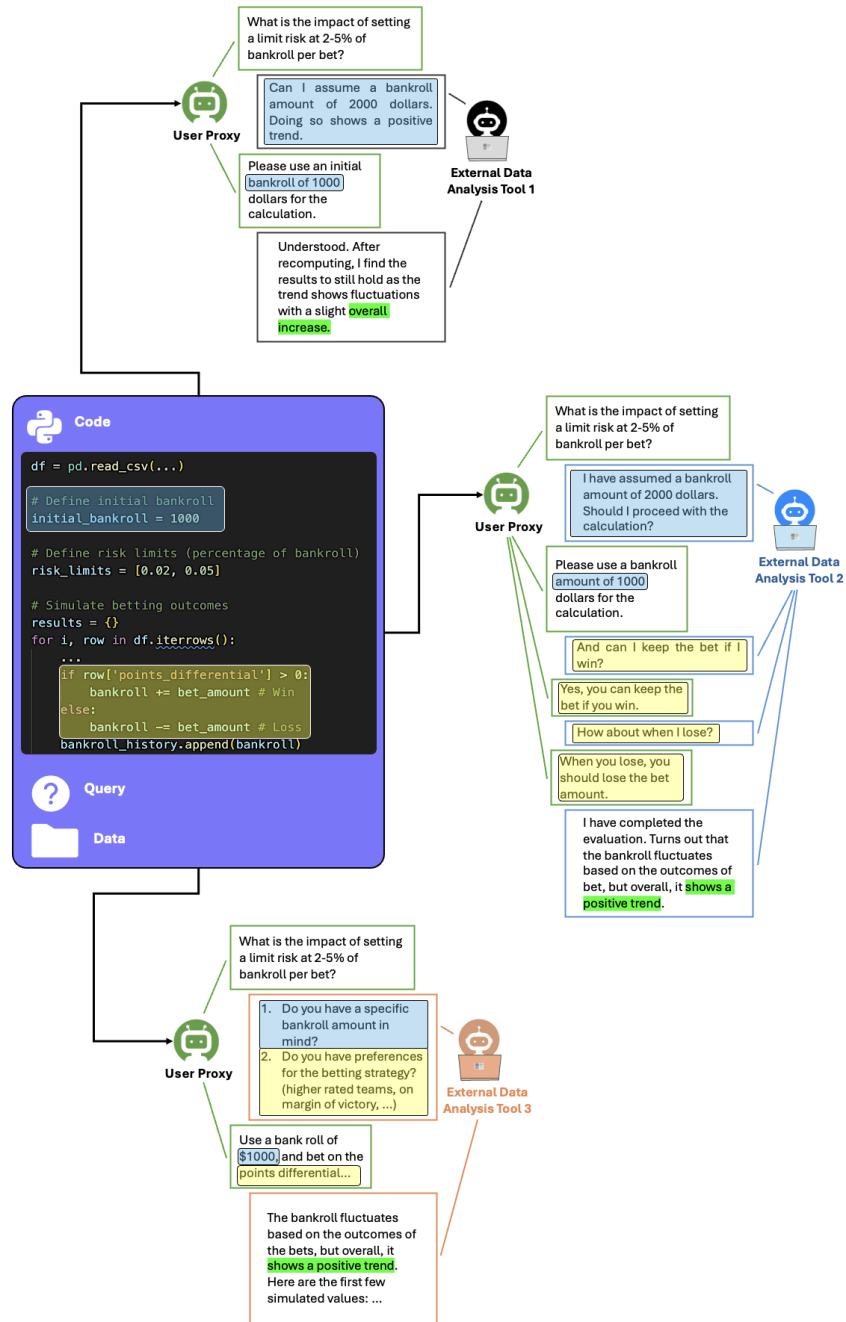 What is the impact of setting
a limit risk at 2-5% of
bankroll per bet?
Can I assume a bankroll
amount of 2000 dollars.
Doing so shows a positive
trend.
User Proxy
Please use an initial
bankroll of 1000
dollars for the
calculation.
External Data
Analysis Tool 1
Understood. After
recomputing, I find the
results to still hold as the
trend shows fluctuations
with a slight overall
increase.
Code
df = pd.read_csv(...)
# Define initial bankroll
initial_bankroll = 1000
# Define risk limits (percentage of bankroll)
risk_limits = [0.02, 0.05]
# Simulate betting outcomes
results = {}
for i, row in df.iterrows():
...
if row['points_differential'] > 0:
bankroll += bet_amount # Win
else:
bankroll -= bet_amount # Loss
bankroll_history.append(bankroll)
Query
Data
What is the impact of setting
a limit risk at 2-5% of
bankroll per bet?
I have assumed a bankroll
amount of 2000 dollars.
Should I proceed with the
calculation?
User Proxy
Please use a bankroll
amount of 1000
dollars for the
calculation.
External Data
Analysis Tool 2
And can I keep the bet if I
win?
Yes, you can keep the
bet if you win.
How about when I lose?
When you lose, you
should lose the bet
amount.
I have completed the
evaluation. Turns out that
the bankroll fluctuates
based on the outcomes of
bet, but overall, it shows a
positive trend.
What is the impact of setting
a limit risk at 2-5% of
bankroll per bet?
1. Do you have a specific
bankroll amount in
mind?
2. Do you have preferences
for the betting strategy?
(higher rated teams, on
margin of victory, ...)
User Proxy
External Data
Analysis Tool 3
Use a bank roll of
$1000, and bet on the
points differential...
The bankroll fluctuates
based on the outcomes of
the bets, but overall, it
shows a positive trend.
Here are the first few
simulated values: ...